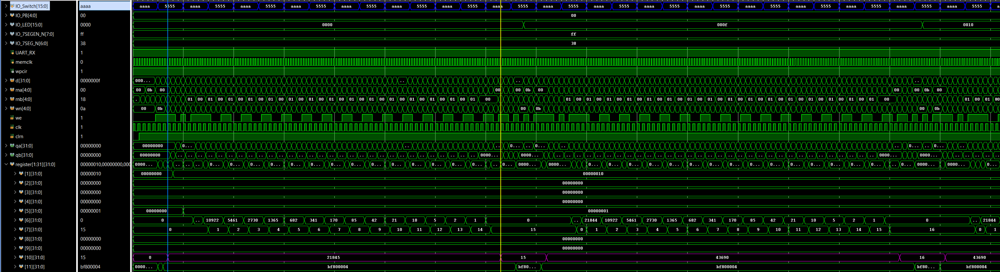 IO_Switch[15:0] aaaa aaaa 5555 aaaa 5555 aaaa 5555 aaaa 5555 aaaa 5555 aaaa 5555 aaaa 5555 aaaa 5555 aaaa 5555 aaaa 5555 aaaa 5555 aaaa 5555 aaaa 5555 aaaa 5555 aaaa 5555 aaaa 5555 aaaa 5555 a
IO_PB[4:0] 00 00
IO_LED[15:0] 0000 0000 000f 0010
IO_7SEGEN_N[7:0] ff ff
IO_7SEG_N[6:0] 38 38
UART_RX 1
memclk 0
wpcir 1
d[31:0] 0000000f 000... .. .. ..
rna[4:0] 00 00 0b 00 00 00 0b 00 00 00 0b 00
rnb[4:0] 18 . 01 00 01 00 01 00 01 00 01 00 01 00 01 00 01 00 01 00 01 00 01 00 01 00 01 00 01 00 01 00 01 00 01 00 01 00 01 00 01 00 01 00 01 00 01 00 01 00 01 00 01 00 01 00 01 00 01 00 01 00 01 00 01 00
wn[4:0] 0a 00 0b 00 0b 00 0b
we 1
clk 1
clrn 1
qa[31:0] 00000000 00000000 0... .. .. 0... .. 0... .. .. 0... .. 0... ..
qb[31:0] 00000000 00000000 .. .. .. .. .. .. .. .. .. .. .. .. .. .. .. 0000... .. 0000... .. .. .. .. .. .. .. .. .. .. .. .. .. .. .. .. 0000... 0000... .. ..
register[1:31][31:0] 00000010,00000000,000 0000... .. .. 0... .. 0... .. 0... .. 0... .. 0... .. 0... .. 0... .. 0... 0000... 0000... .. 0... .. 0... .. 0... .. 0... .. 0... .. 0... .. 0... .. 0... 0000... 0000... 0...
[1][31:0] 00000010 00000000 00000010
[2][31:0] 00000000 00000000
[3][31:0] 00000000 00000000
[4][31:0] 00000000 00000000
[5][31:0] 00000001 00000000 00000001
[6][31:0] 0 0 .. 10922 5461 2730 1365 682 341 170 85 42 21 10 5 2 1 0 .. 21844 10922 5461 2730 1365 682 341 170 85 42 21 10 5 2 1 0 .. 21844
[7][31:0] 15 0 1 2 3 4 5 6 7 8 9 10 11 12 13 14 15 0 1 2 3 4 5 6 7 8 9 10 11 12 13 14 15 16 0 1
[8][31:0] 00000000 00000000
[9][31:0] 00000000 00000000
[10][31:0] 15 0 21845 15 43690 16 43690
[11][31:0] bf800004 0000... bf800004 bf80... bf800004 bf80... bf800004